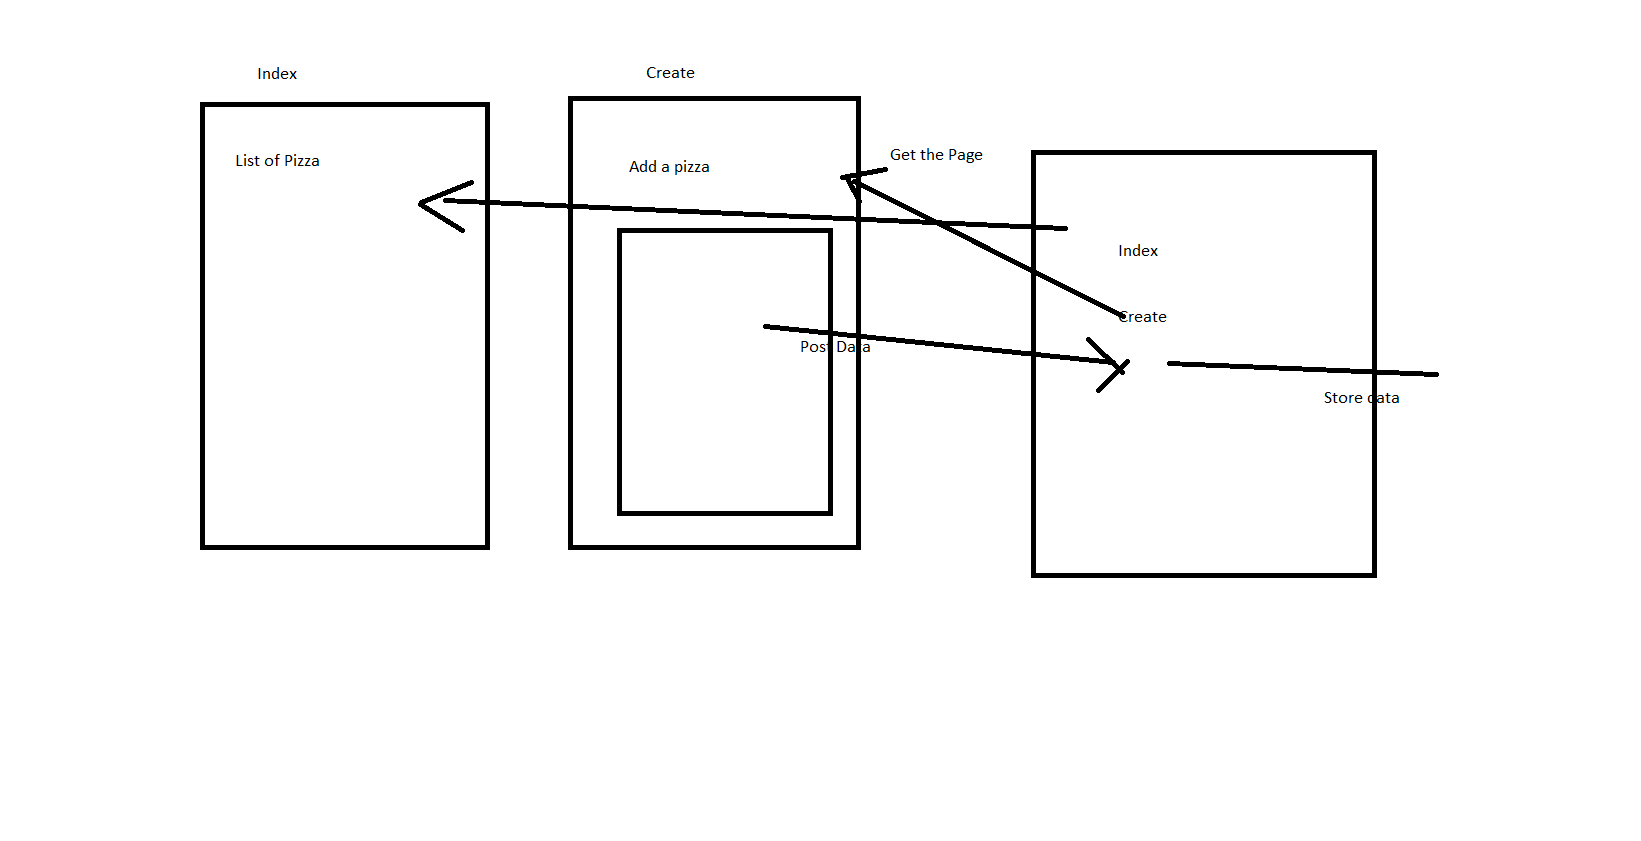 Index
Create
List of Pizza
Add a pizza
Get the Page
Index
Create
Post Data
Store data